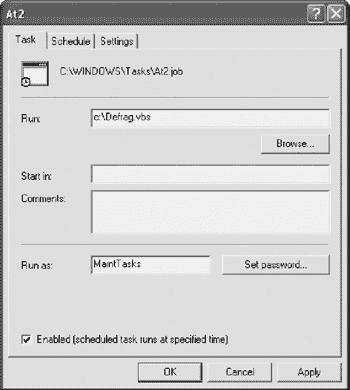 At2
Task Schedule Settings
C:\WINDOWS\Tasks\At2.job
Run: c:\Defrag.vbs
Browse...
Start in:
Comments:
Run as: MaintTasks Set password...
Enabled (scheduled task runs at specified time)
OK Cancel Apply